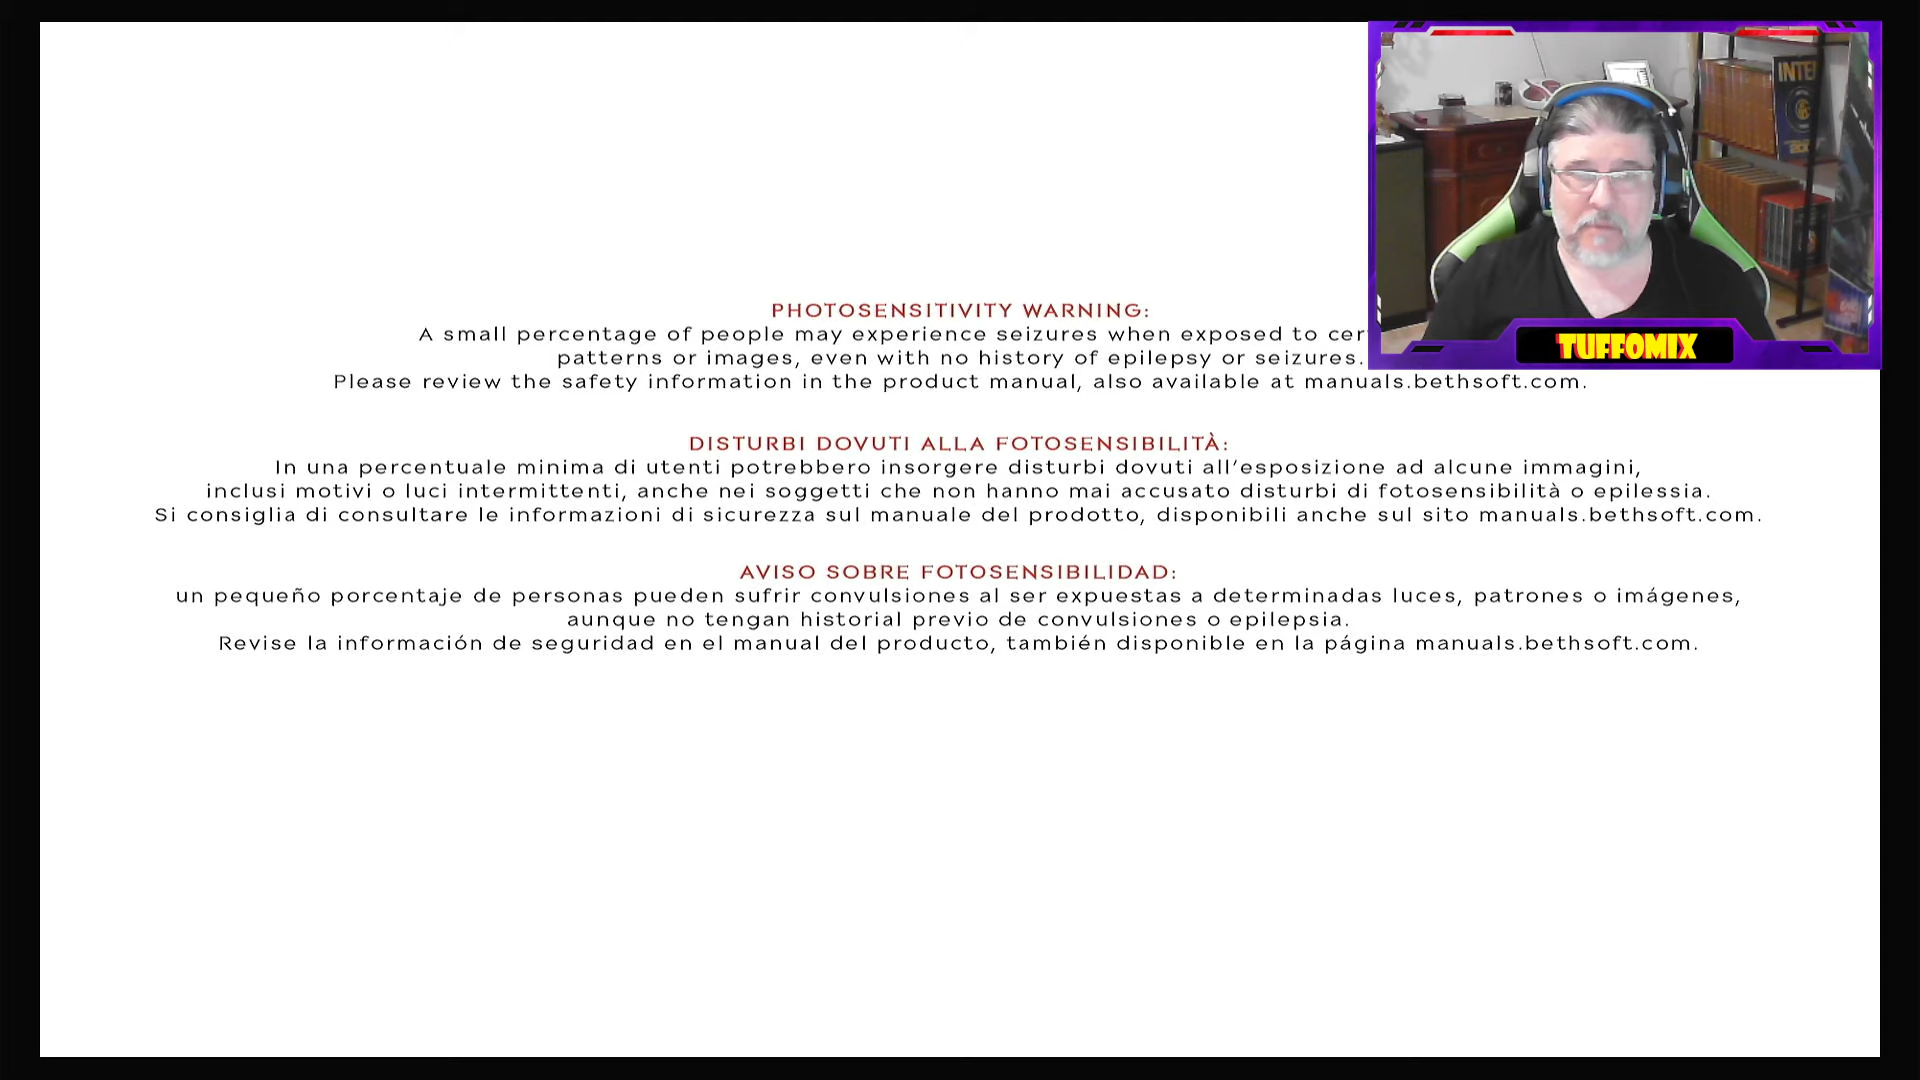 PHOTOSENSITIVITY WARNING:
A small percentage of people may experience seizures when exposed to
patterns or images, even with no history of epilepsy or seizures.
Please review the safety information in the product manual, also available at manuals.bethsoft.com.
DISTURBI DOVUTI ALLA FOTOSENSIBILITÀ:
In una percentuale minima di utenti potrebbero insorgere disturbi dovuti all'esposizione ad alcune immagini,
inclusi motivi o luci intermittenti, anche nei soggetti che non hanno mai accusato disturbi di fotosensibilità o epilessia.
Si consiglia di consultare le informazioni di sicurezza sul manuale del prodotto, disponibili anche sul sito manuals.bethsoft.com.
AVISO SOBRE FOTOSENSIBILIDAD:
un pequeño porcentaje de personas pueden sufrir convulsiones al ser expuestas a determinadas luces, patrones o imágenes,
aunque no tengan historial previo de convulsiones o epilepsia.
Revise la información de seguridad en el manual del producto, también disponible en la página manuals.bethsoft.com.
INTER
TUFFOMIX